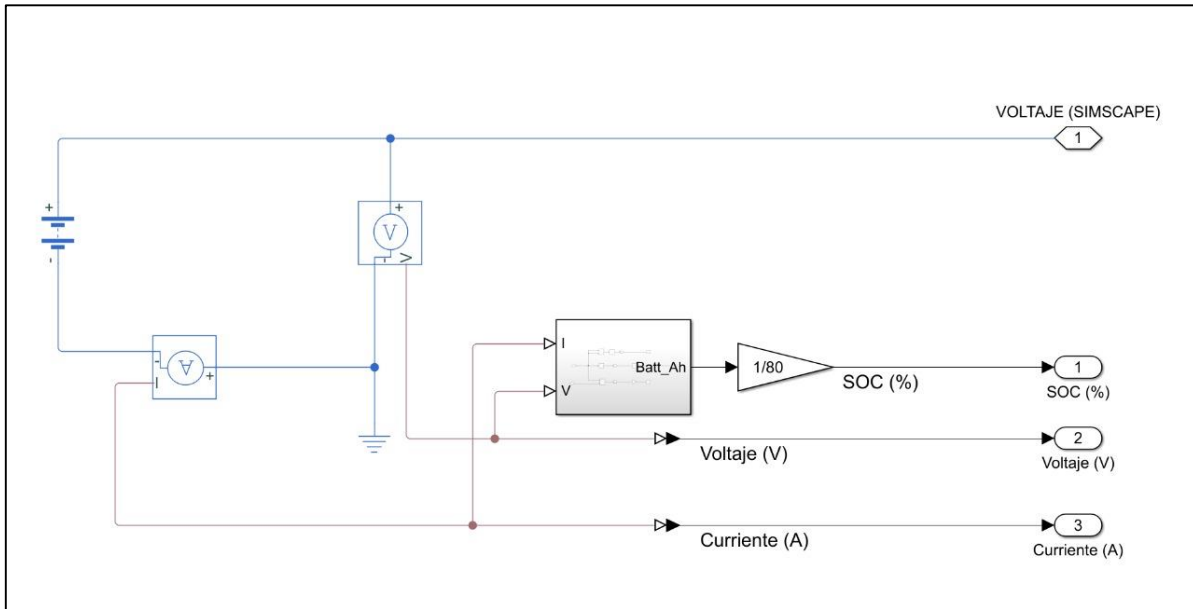 VOLTAJE (SIMSCAPE)
1
+
-
+
V
-
V
-
A
+
I
I
V
Batt_Ah
1/80
SOC (%)
1
SOC (%)
Voltaje (V)
2
Voltaje (V)
Curriente (A)
3
Curriente (A)